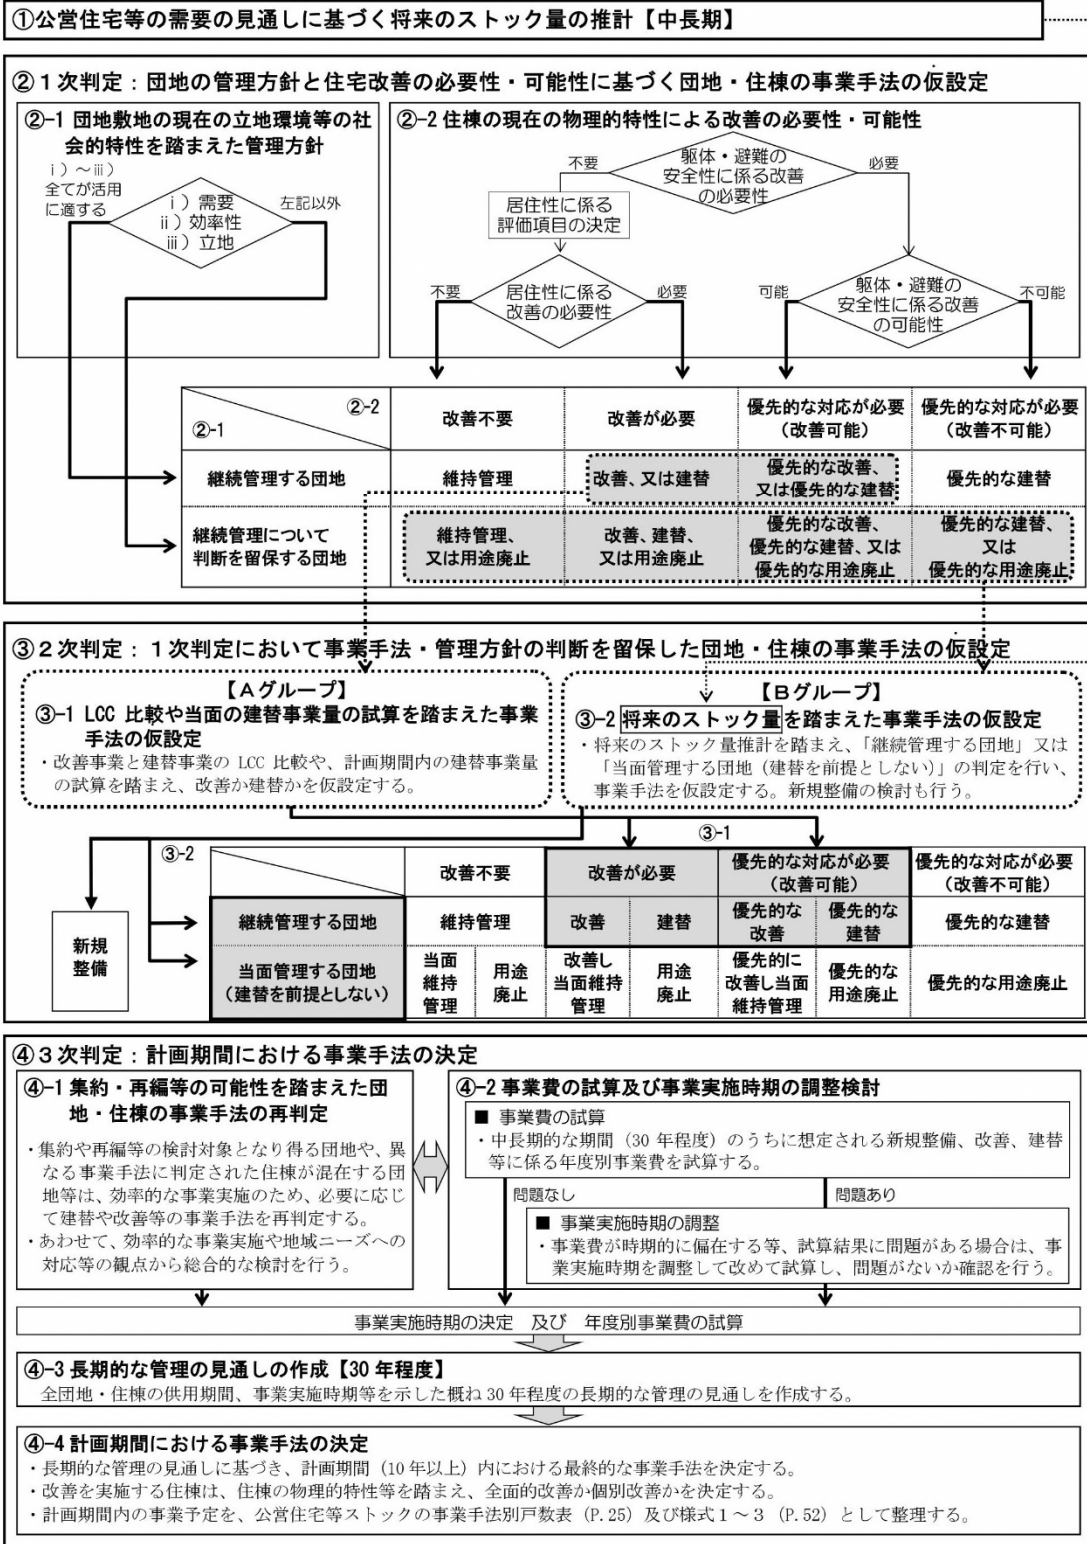 ①公営住宅等の需要の見通しに基づく将来のストック量の推計【中長期】
②１次判定：団地の管理方針と住宅改善の必要性・可能性に基づく団地・住棟の事業手法の仮設定
②-1 団地敷地の現在の立地環境等の社
会的特性を踏まえた管理方針
ⅰ）～ⅲ）
全てが活用
に適する
ⅰ）需要
ⅱ）効率性
ⅲ）立地
左記以外
②-2 住棟の現在の物理的特性による改善の必要性・可能性
不要
躯体・避難の
安全性に係る改善
の必要性
必要
居住性に係る
評価項目の決定
不要
居住性に係る
改善の必要性
必要
可能
躯体・避難の
安全性に係る改善
の可能性
不可能
②-2
②-1
改善不要
改善が必要
優先的な対応が必要
（改善可能）
優先的な対応が必要
（改善不可能）
継続管理する団地
維持管理
改善、又は建替
優先的な改善、
又は優先的な建替
優先的な建替
継続管理について
判断を留保する団地
維持管理、
又は用途廃止
改善、建替、
又は用途廃止
優先的な改善、
優先的な建替、又は
優先的な用途廃止
優先的な建替、
又は
優先的な用途廃止
③２次判定：１次判定において事業手法・管理方針の判断を留保した団地・住棟の事業手法の仮設定
【Ａグループ】
③-1 LCC 比較や当面の建替事業量の試算を踏まえた事業
手法の仮設定
・改善事業と建替事業の LCC 比較や、計画期間内の建替事業量
の試算を踏まえ、改善か建替かを仮設定する。
【Ｂグループ】
③-2 将来のストック量を踏まえた事業手法の仮設定
・将来のストック量推計を踏まえ、「継続管理する団地」又は
「当面管理する団地（建替を前提としない）」の判定を行い、
事業手法を仮設定する。新規整備の検討も行う。
③-1
③-2
新規
整備
改善不要
改善が必要
優先的な対応が必要
（改善可能）
優先的な対応が必要
（改善不可能）
継続管理する団地
維持管理
改善
建替
優先的な
改善
優先的な
建替
優先的な建替
当面管理する団地
（建替を前提としない）
当面
維持
管理
用途
廃止
改善し
当面維持
管理
用途
廃止
優先的に
改善し当面
維持管理
優先的な
用途廃止
優先的な用途廃止
④３次判定：計画期間における事業手法の決定
④-1 集約・再編等の可能性を踏まえた団
地・住棟の事業手法の再判定
・集約や再編等の検討対象となり得る団地や、異
なる事業手法に判定された住棟が混在する団
地等は、効率的な事業実施のため、必要に応じ
て建替や改善等の事業手法を再判定する。
・あわせて、効率的な事業実施や地域ニーズへの
対応等の観点から総合的な検討を行う。
④-2 事業費の試算及び事業実施時期の調整検討
■ 事業費の試算
・中長期的な期間（30 年程度）のうちに想定される新規整備、改善、建替
等に係る年度別事業費を試算する。
問題なし
問題あり
■ 事業実施時期の調整
・事業費が時期的に偏在する等、試算結果に問題がある場合は、事
業実施時期を調整して改めて試算し、問題がないか確認を行う。
事業実施時期の決定　及び　年度別事業費の試算
④-3 長期的な管理の見通しの作成【30 年程度】
全団地・住棟の供用期間、事業実施時期等を示した概ね 30 年程度の長期的な管理の見通しを作成する。
④-4 計画期間における事業手法の決定
・長期的な管理の見通しに基づき、計画期間（10 年以上）内における最終的な事業手法を決定する。
・改善を実施する住棟は、住棟の物理的特性等を踏まえ、全面的改善か個別改善かを決定する。
・計画期間内の事業予定を、公営住宅等ストックの事業手法別戸数表（P.25）及び様式１～３（P.52）として整理する。